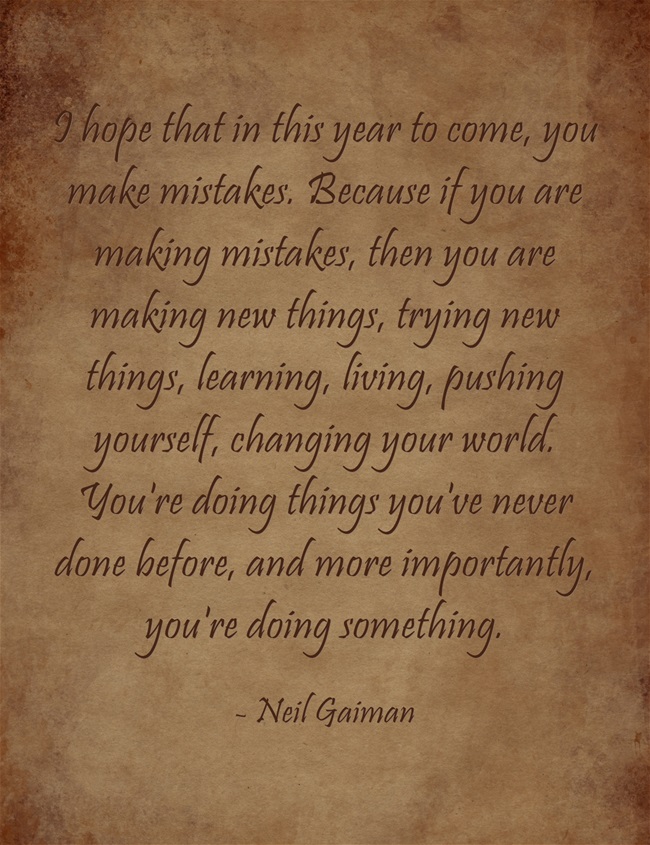 I hope that in this year to come, you
make mistakes. Because if you are
making mistakes, then you are
making new things, trying new
things, learning, living, pushing
yourself, changing your world.
You're doing things you've never
done before, and more importantly,
you're doing something.
- Neil Gaiman